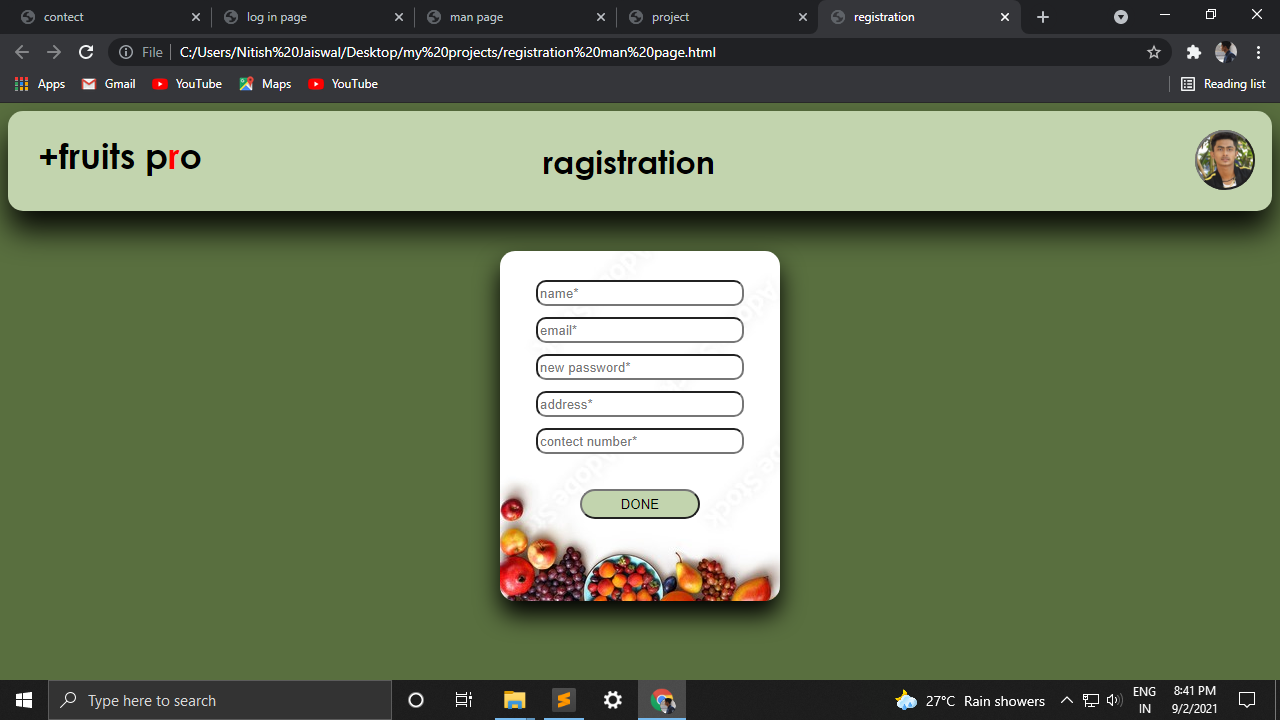 contect
log in page
man page
project
registration
File
C:/Users/Nitish%20Jaiswal/Desktop/my%20projects/registration%20man%20page.html
Apps
Gmail
YouTube
Maps
YouTube
Reading list
+fruits pro
ragistration
name*
email*
new password*
address*
contect number*
DONE
Type here to search
27°C Rain showers
ENG
IN
8:41 PM
9/2/2021